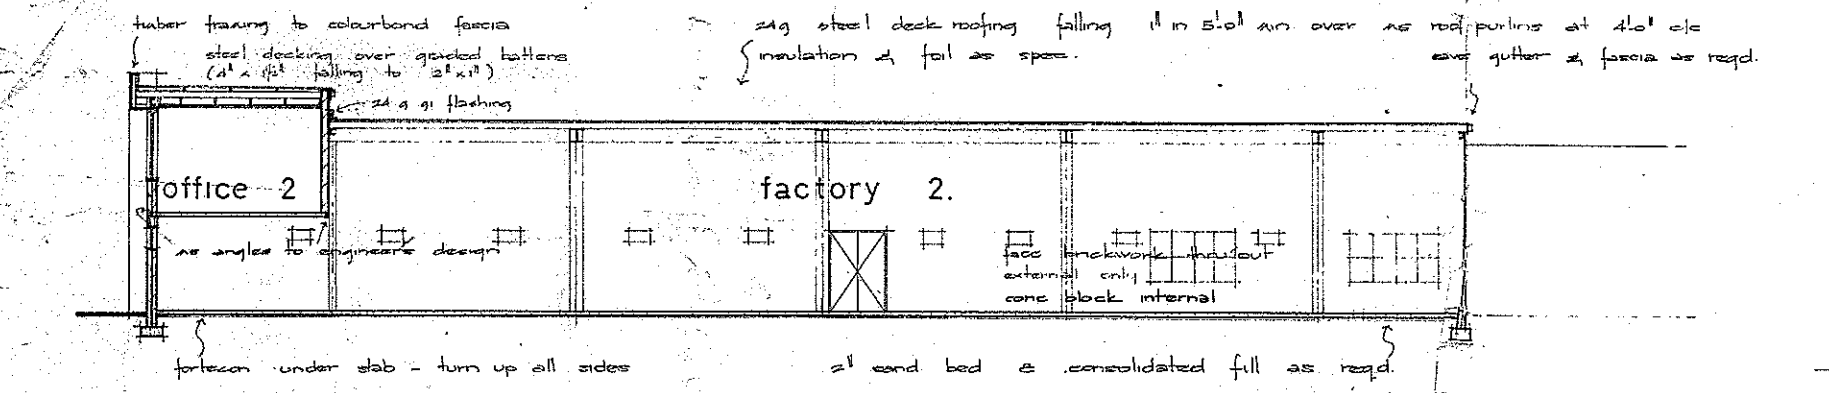 timber framing to colourbond fascia
steel decking over graded battens
(4" x 1½" falling to 2" x 1")
24 g gi flashing
24g steel deck roofing falling 1" in 5'.0" min over ms roof purlins at 4'.0" c/c
insulation & foil as spec.
eave gutter & fascia as reqd.
office 2
factory 2.
ms angles to engineers design
face brickwork thruout
external only
conc block internal
fortecon under slab - turn up all sides
2" sand bed & consolidated fill as reqd.